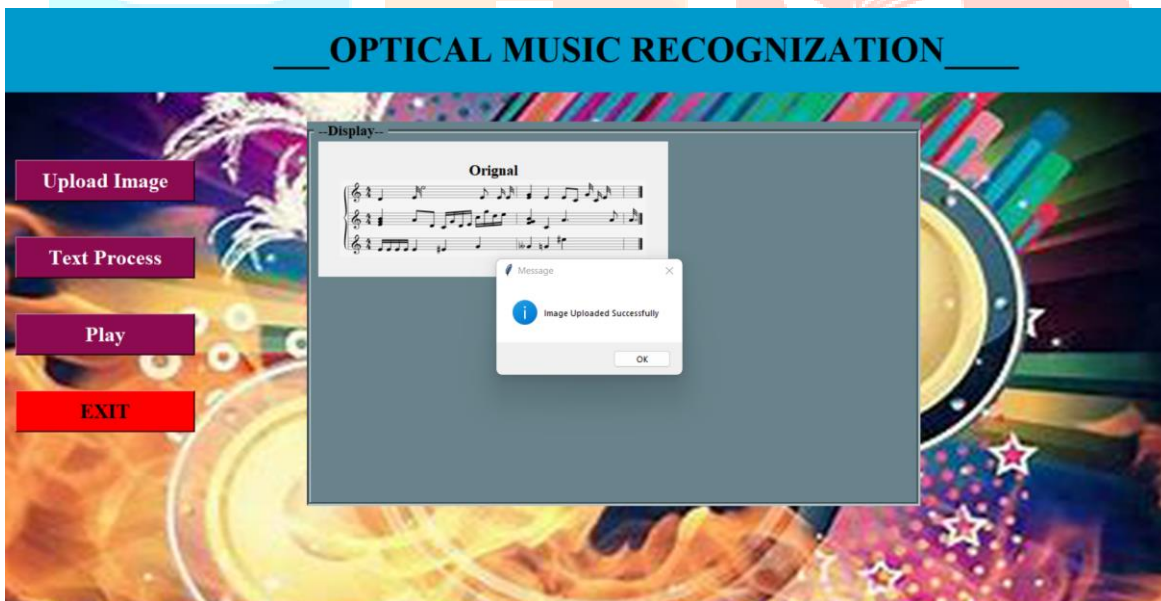 ___OPTICAL MUSIC RECOGNIZATION____
--Display--
Upload Image
Orignal
Text Process
Message
Image Uploaded Successfully
OK
Play
EXIT